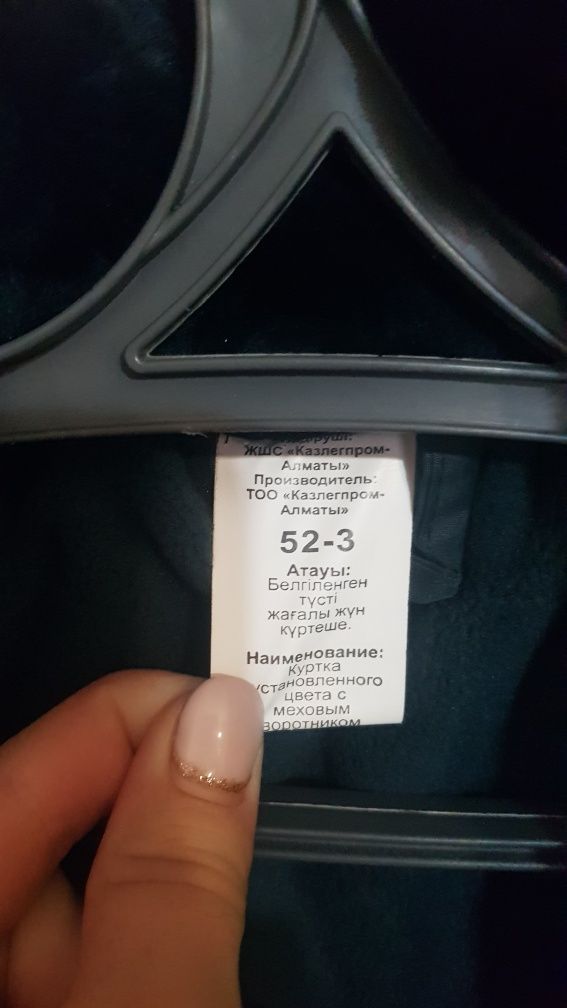 ЖШС «Казлегпром-
Алматы»
Производитель:
ТОО «Казлегпром-
Алматы»
52-3
Атауы:
Белгіленген
түсті
жағалы жүн
күртеше.
Наименование:
Куртка
установленного
цвета с
меховым
воротником